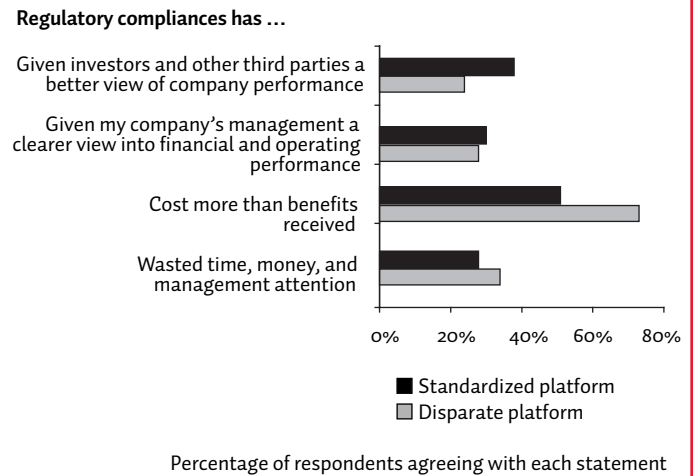 Regulatory compliances has ...
Given investors and other third parties a
better view of company performance
Given my company’s management a
clearer view into financial and operating
performance
Cost more than benefits
received
Wasted time, money, and
management attention
0% 20% 40% 60% 80%
Standardized platform
Disparate platform
Percentage of respondents agreeing with each statement